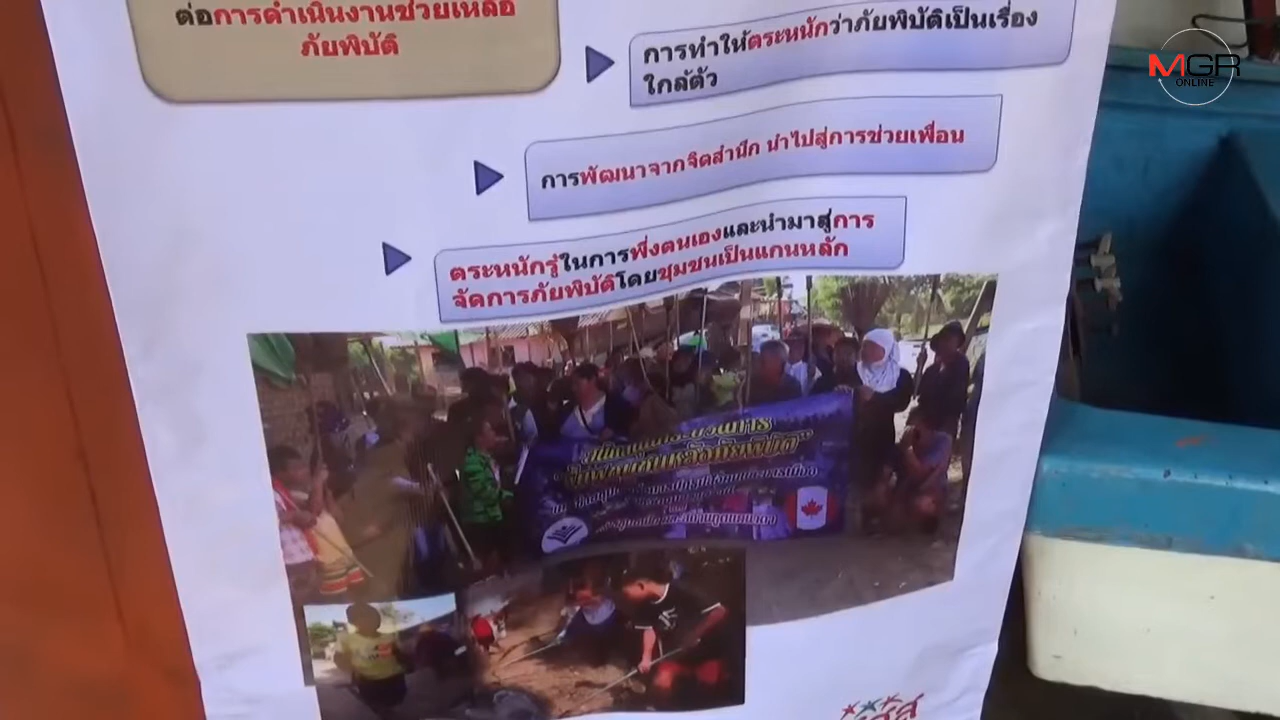 ต่อการดำเนินงานช่วยเหลือ
ภัยพิบัติ
การทำให้ตระหนักว่าภัยพิบัติเป็นเรื่อง
ใกล้ตัว
การพัฒนาจากจิตสำนึก นำไปสู่การช่วยเพื่อน
ตระหนักรู้ในการพึ่งตนเองและนำมาสู่การ
จัดการภัยพิบัติโดยชุมชนเป็นแกนหลัก
MGR
ONLINE
สสส